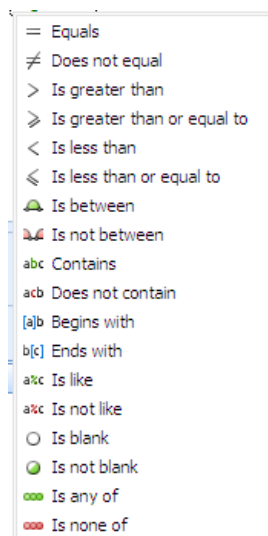 = Equals
≠ Does not equal
> Is greater than
⩾ Is greater than or equal to
< Is less than
⩽ Is less than or equal to
Is between
Is not between
abc Contains
acb Does not contain
[a]b Begins with
b[c] Ends with
a%c Is like
a%c Is not like
Is blank
Is not blank
Is any of
Is none of